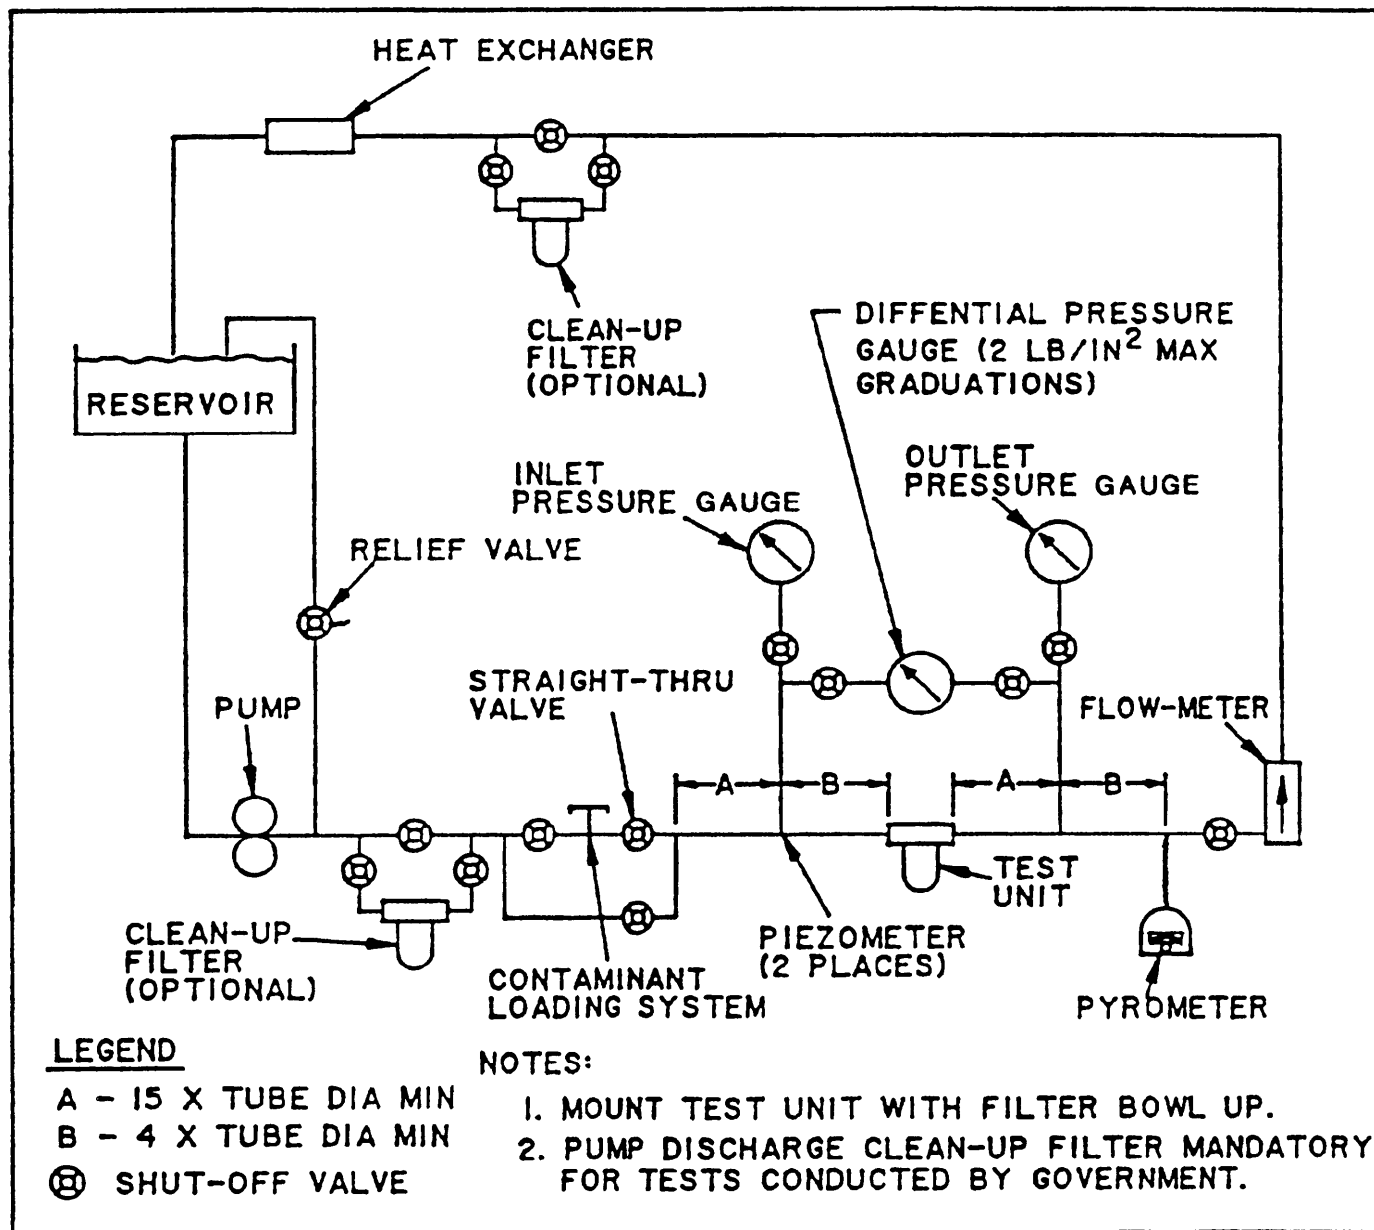 HEAT EXCHANGER
CLEAN-UP
FILTER
(OPTIONAL)
DIFFENTIAL PRESSURE
GAUGE (2 LB/IN² MAX
GRADUATIONS)
RESERVOIR
INLET
PRESSURE GAUGE
OUTLET
PRESSURE GAUGE
RELIEF VALVE
STRAIGHT-THRU
VALVE
PUMP
FLOW-METER
A
B
A
B
TEST
UNIT
CLEAN-UP
FILTER
(OPTIONAL)
CONTAMINANT
LOADING SYSTEM
PIEZOMETER
(2 PLACES)
PYROMETER
LEGEND
A - 15 X TUBE DIA MIN
B - 4 X TUBE DIA MIN
SHUT-OFF VALVE
NOTES:
1. MOUNT TEST UNIT WITH FILTER BOWL UP.
2. PUMP DISCHARGE CLEAN-UP FILTER MANDATORY
FOR TESTS CONDUCTED BY GOVERNMENT.